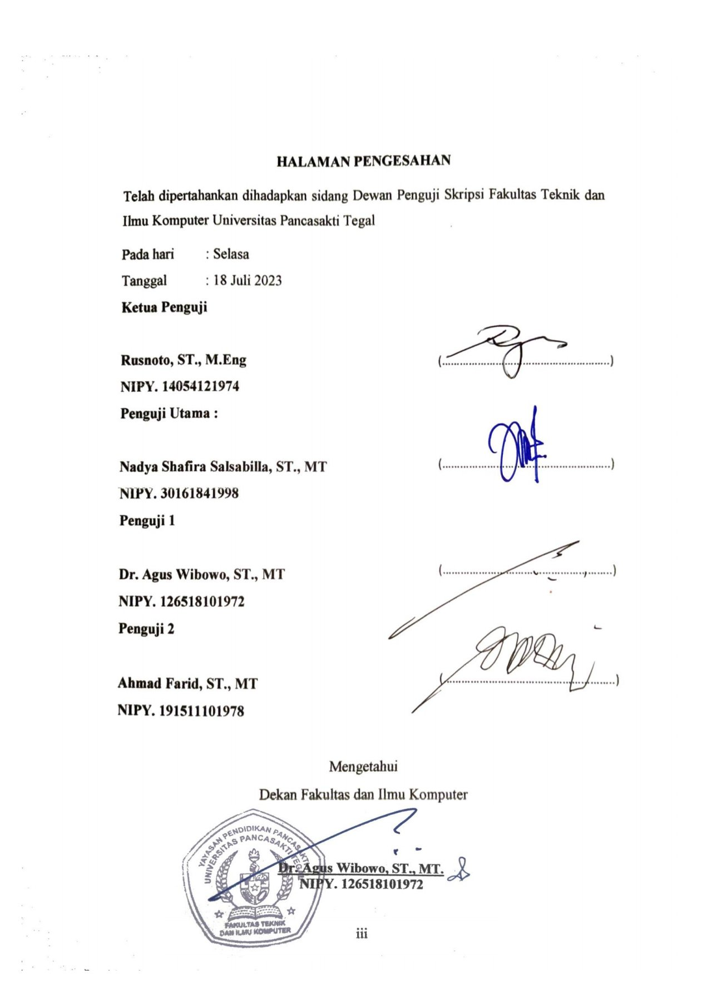 HALAMAN PENGESAHAN
Telah dipertahankan dihadapkan sidang Dewan Penguji Skripsi Fakultas Teknik dan
Ilmu Komputer Universitas Pancasakti Tegal
Pada hari : Selasa
Tanggal : 18 Juli 2023
Ketua Penguji
Rusnoto, ST., M.Eng (..........................................................)
NIPY. 14054121974
Penguji Utama :
Nadya Shafira Salsabilla, ST., MT (..........................................................)
NIPY. 30161841998
Penguji 1
Dr. Agus Wibowo, ST., MT (..........................................................)
NIPY. 126518101972
Penguji 2
Ahmad Farid, ST., MT (..........................................................)
NIPY. 191511101978
Mengetahui
Dekan Fakultas dan Ilmu Komputer
YAYASAN PENDIDIKAN PANCASAKTI
UNIVERSITAS PANCASAKTI TEGAL
Dr. Agus Wibowo, ST., MT.
NIPY. 126518101972
FAKULTAS TEKNIK
DAN ILMU KOMPUTER
iii